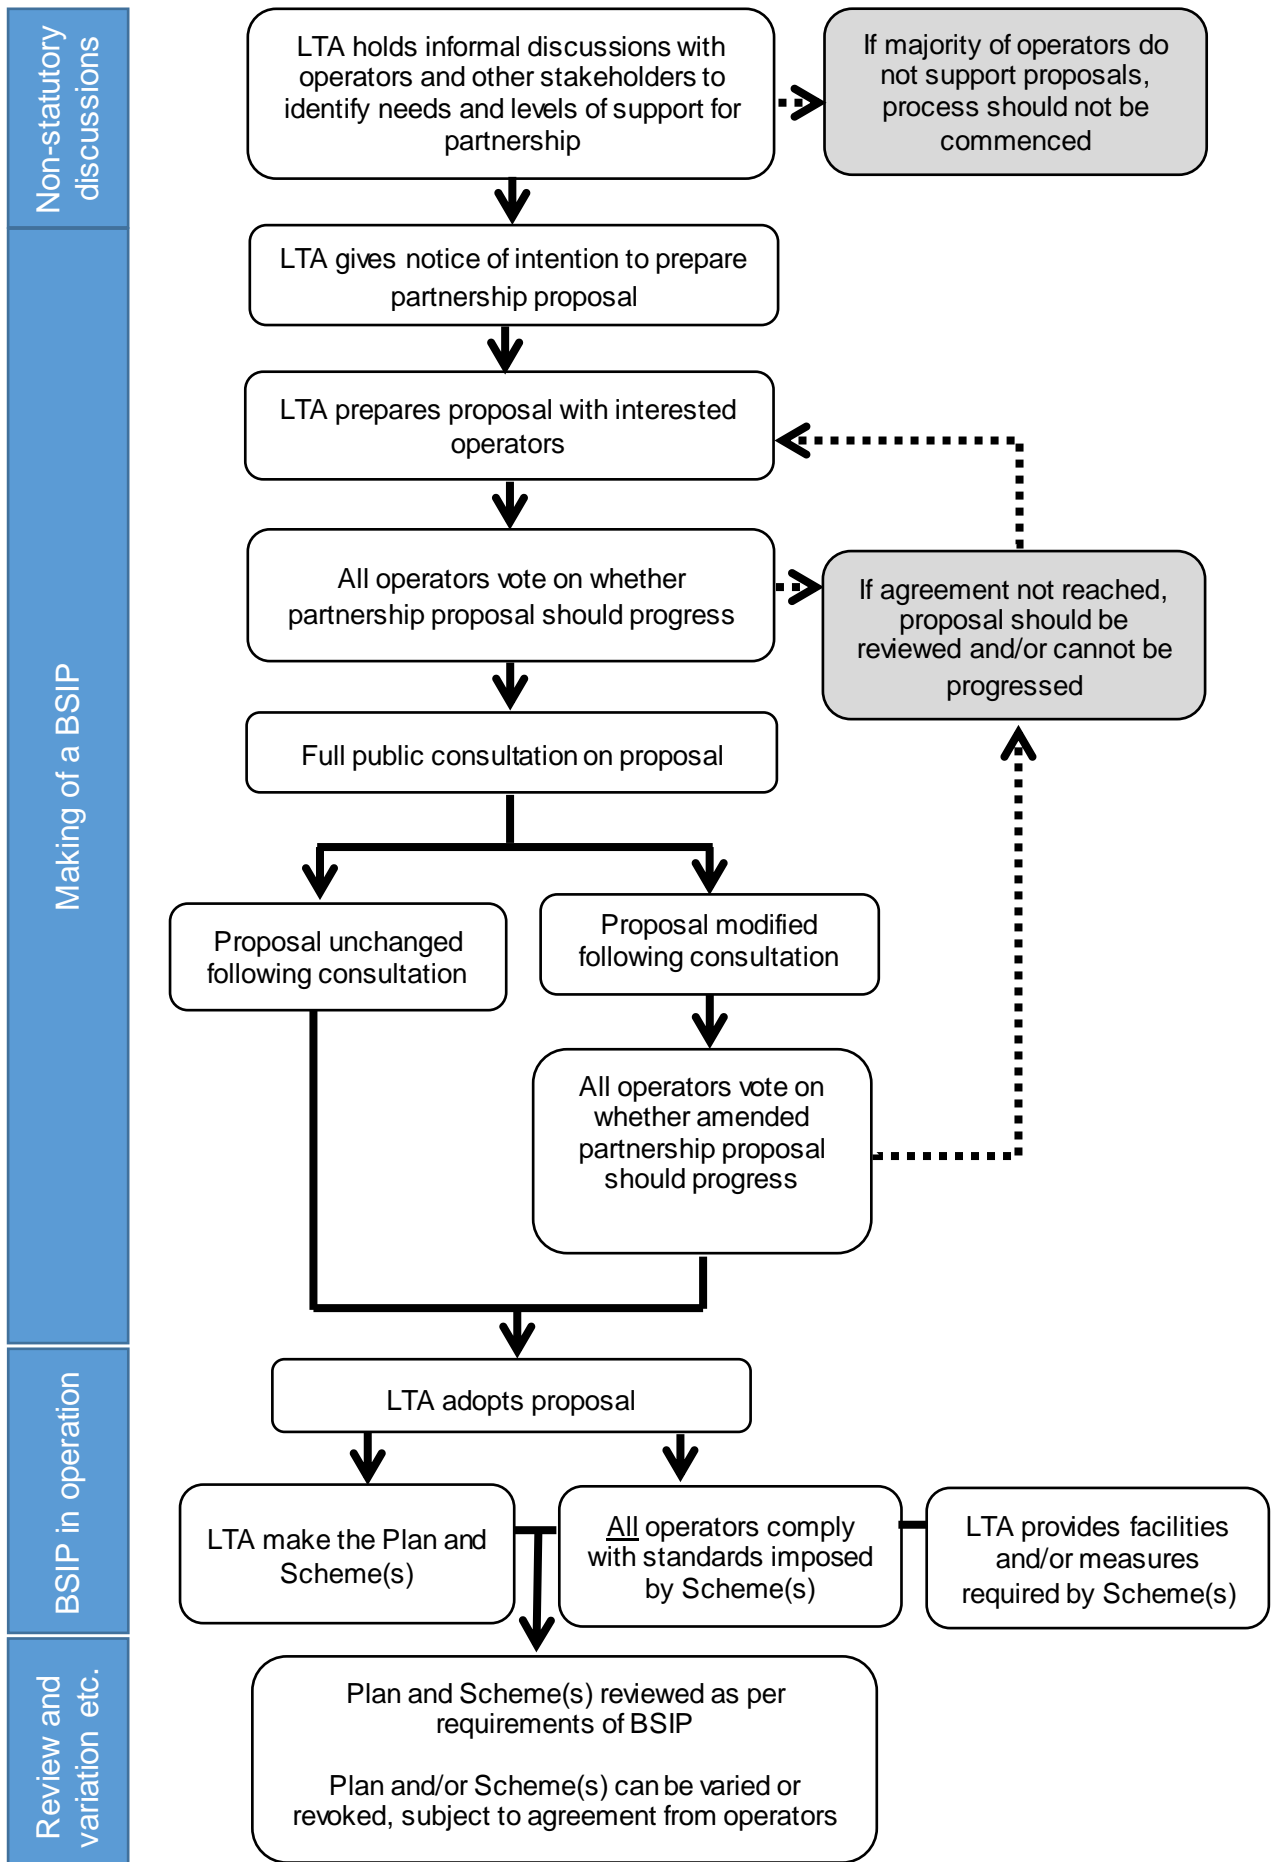 Non-statutory
discussions
LTA holds informal discussions with
operators and other stakeholders to
identify needs and levels of support for
partnership
If majority of operators do
not support proposals,
process should not be
commenced
Making of a BSIP
LTA gives notice of intention to prepare
partnership proposal
LTA prepares proposal with interested
operators
All operators vote on whether
partnership proposal should progress
If agreement not reached,
proposal should be
reviewed and/or cannot be
progressed
Full public consultation on proposal
Proposal unchanged
following consultation
Proposal modified
following consultation
All operators vote on
whether amended
partnership proposal
should progress
BSIP in operation
LTA adopts proposal
LTA make the Plan and
Scheme(s)
All operators comply
with standards imposed
by Scheme(s)
LTA provides facilities
and/or measures
required by Scheme(s)
Review and
variation etc.
Plan and Scheme(s) reviewed as per
requirements of BSIP
Plan and/or Scheme(s) can be varied or
revoked, subject to agreement from operators